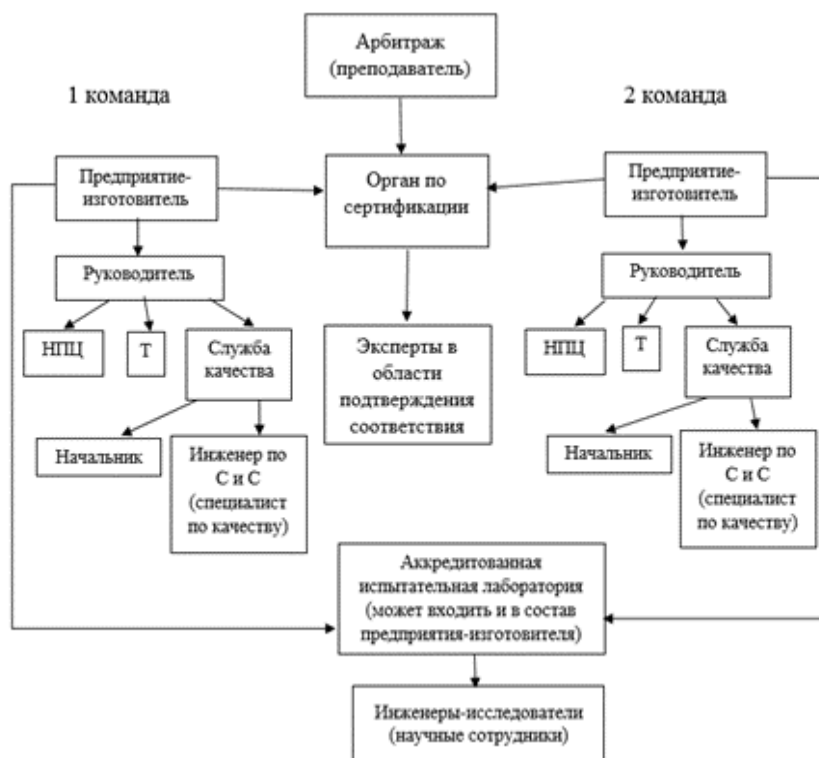 Арбитраж
(преподаватель)
1 команда
2 команда
Предприятие-
изготовитель
Орган по
сертификации
Предприятие-
изготовитель
Руководитель
Руководитель
НПЦ
Т
Служба
качества
Эксперты в
области
подтверждения
соответствия
НПЦ
Т
Служба
качества
Начальник
Инженер по
С и С
(специалист
по качеству)
Начальник
Инженер по
С и С
(специалист
по качеству)
Аккредитованная
испытательная лаборатория
(может входить и в состав
предприятия-изготовителя)
Инженеры-исследователи
(научные сотрудники)